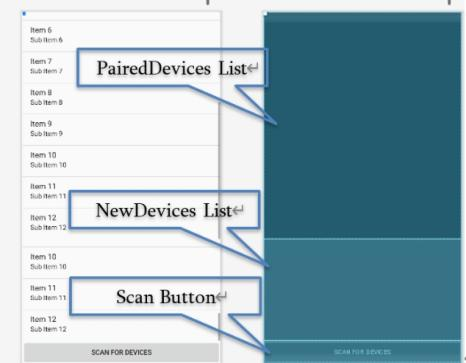 Item 6
Sub Item 6
Item 7
Sub Item 7
PairedDevices List↵
Item 8
Sub Item 8
Item 9
Sub Item 9
Item 10
Sub Item 10
Item 11
Sub Item 11
NewDevices List↵
Item 12
Sub Item 12
Item 10
Sub Item 10
Item 11
Sub Item 11
Scan Button↵
Item 12
Sub Item 12
SCAN FOR DEVICES
SCAN FOR DEVICES